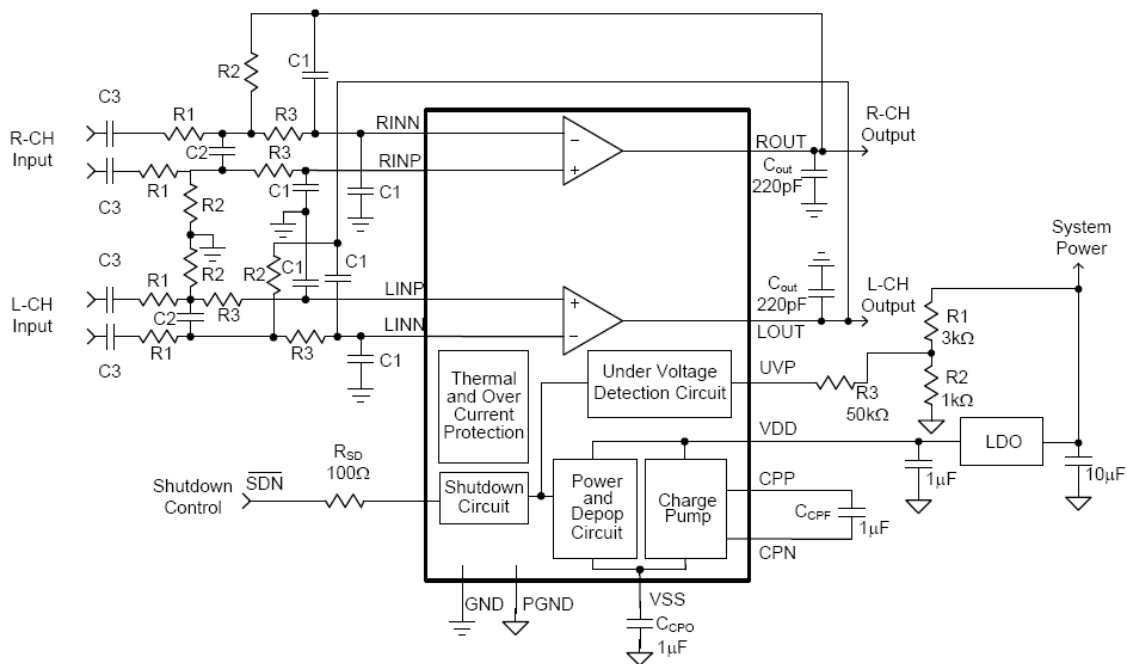 C1
R2
C3
R1
R3
R-CH
Input
C2
R3
RINN
RINP
−
+
ROUT
R-CH
Output
Cout
220pF
C3
R1
R2
C1
C1
System
Power
C3
R1
R2
R2
C1
C1
Cout
220pF
L-CH
Output
L-CH
Input
C2
R3
LINP
+
−
LOUT
R1
3kΩ
C3
R1
R3
LINN
C1
UVP
R3
50kΩ
R2
1kΩ
Thermal
and Over
Current
Protection
Under Voltage
Detection Circuit
VDD
LDO
1µF
10µF
Shutdown
Control
SDN
RSD
100Ω
Shutdown
Circuit
Power
and
Depop
Circuit
Charge
Pump
CPP
CCPF
1µF
CPN
GND
PGND
VSS
CCPO
1µF